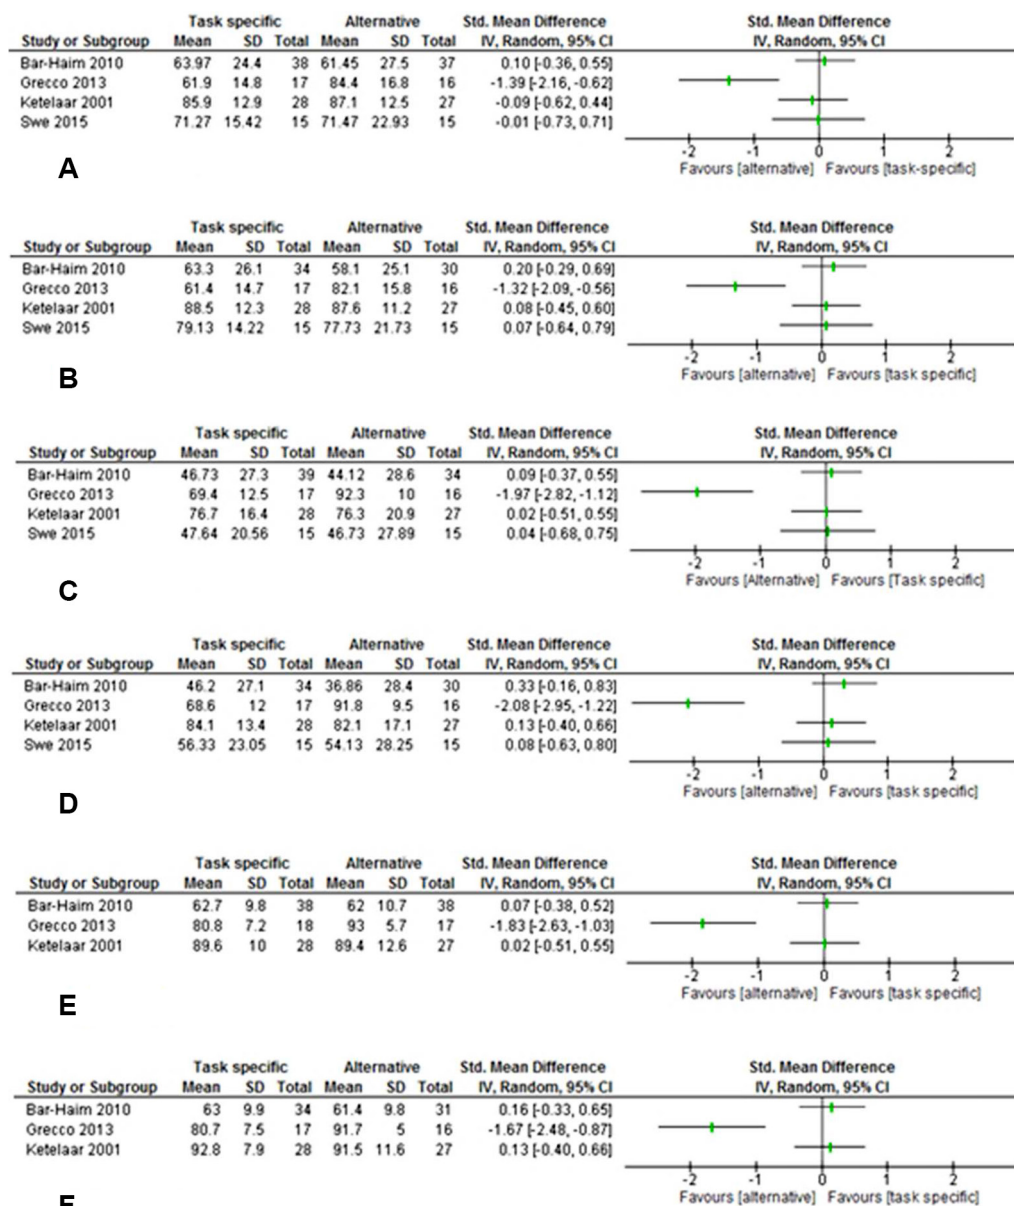 Task specific Alternative Std. Mean Difference Std. Mean Difference
Study or Subgroup Mean SD Total Mean SD Total IV, Random, 95% CI IV, Random, 95% CI
Bar-Haim 2010 63.97 24.4 38 61.45 27.5 37 0.10 [-0.36, 0.55]
Grecco 2013 61.9 14.8 17 84.4 16.8 16 -1.39 [-2.16, -0.62]
Ketelaar 2001 85.9 12.9 28 87.1 12.5 27 -0.09 [-0.62, 0.44]
Swe 2015 71.27 15.42 15 71.47 22.93 15 -0.01 [-0.73, 0.71]
-2 -1 0 1 2
Favours [alternative] Favours [task-specific]
A
Task specific Alternative Std. Mean Difference Std. Mean Difference
Study or Subgroup Mean SD Total Mean SD Total IV, Random, 95% CI IV, Random, 95% CI
Bar-Haim 2010 63.3 26.1 34 58.1 25.1 30 0.20 [-0.29, 0.69]
Grecco 2013 61.4 14.7 17 82.1 15.8 16 -1.32 [-2.09, -0.56]
Ketelaar 2001 88.5 12.3 28 87.6 11.2 27 0.08 [-0.45, 0.60]
Swe 2015 79.13 14.22 15 77.73 21.73 15 0.07 [-0.64, 0.79]
-2 -1 0 1 2
Favours [alternative] Favours [task specific]
B
Task specific Alternative Std. Mean Difference Std. Mean Difference
Study or Subgroup Mean SD Total Mean SD Total IV, Random, 95% CI IV, Random, 95% CI
Bar-Haim 2010 46.73 27.3 39 44.12 28.6 34 0.09 [-0.37, 0.55]
Grecco 2013 69.4 12.5 17 92.3 10 16 -1.97 [-2.82, -1.12]
Ketelaar 2001 76.7 16.4 28 76.3 20.9 27 0.02 [-0.51, 0.55]
Swe 2015 47.64 20.56 15 46.73 27.89 15 0.04 [-0.68, 0.75]
-2 -1 0 1 2
Favours [Alternative] Favours [Task specific]
C
Task specific Alternative Std. Mean Difference Std. Mean Difference
Study or Subgroup Mean SD Total Mean SD Total IV, Random, 95% CI IV, Random, 95% CI
Bar-Haim 2010 46.2 27.1 34 36.86 28.4 30 0.33 [-0.16, 0.83]
Grecco 2013 68.6 12 17 91.8 9.5 16 -2.08 [-2.95, -1.22]
Ketelaar 2001 84.1 13.4 28 82.1 17.1 27 0.13 [-0.40, 0.66]
Swe 2015 56.33 23.05 15 54.13 28.25 15 0.08 [-0.63, 0.80]
-2 -1 0 1 2
Favours [alternative] Favours [task specific]
D
Task specific Alternative Std. Mean Difference Std. Mean Difference
Study or Subgroup Mean SD Total Mean SD Total IV, Random, 95% CI IV, Random, 95% CI
Bar-Haim 2010 62.7 9.8 38 62 10.7 38 0.07 [-0.38, 0.52]
Grecco 2013 80.8 7.2 18 93 5.7 17 -1.83 [-2.63, -1.03]
Ketelaar 2001 89.6 10 28 89.4 12.6 27 0.02 [-0.51, 0.55]
-2 -1 0 1 2
Favours [alternative] Favours [task specific]
E
Task specific Alternative Std. Mean Difference Std. Mean Difference
Study or Subgroup Mean SD Total Mean SD Total IV, Random, 95% CI IV, Random, 95% CI
Bar-Haim 2010 63 9.9 34 61.4 9.8 31 0.16 [-0.33, 0.65]
Grecco 2013 80.7 7.5 17 91.7 5 16 -1.67 [-2.48, -0.87]
Ketelaar 2001 92.8 7.9 28 91.5 11.6 27 0.13 [-0.40, 0.66]
-2 -1 0 1 2
Favours [alternative] Favours [task specific]